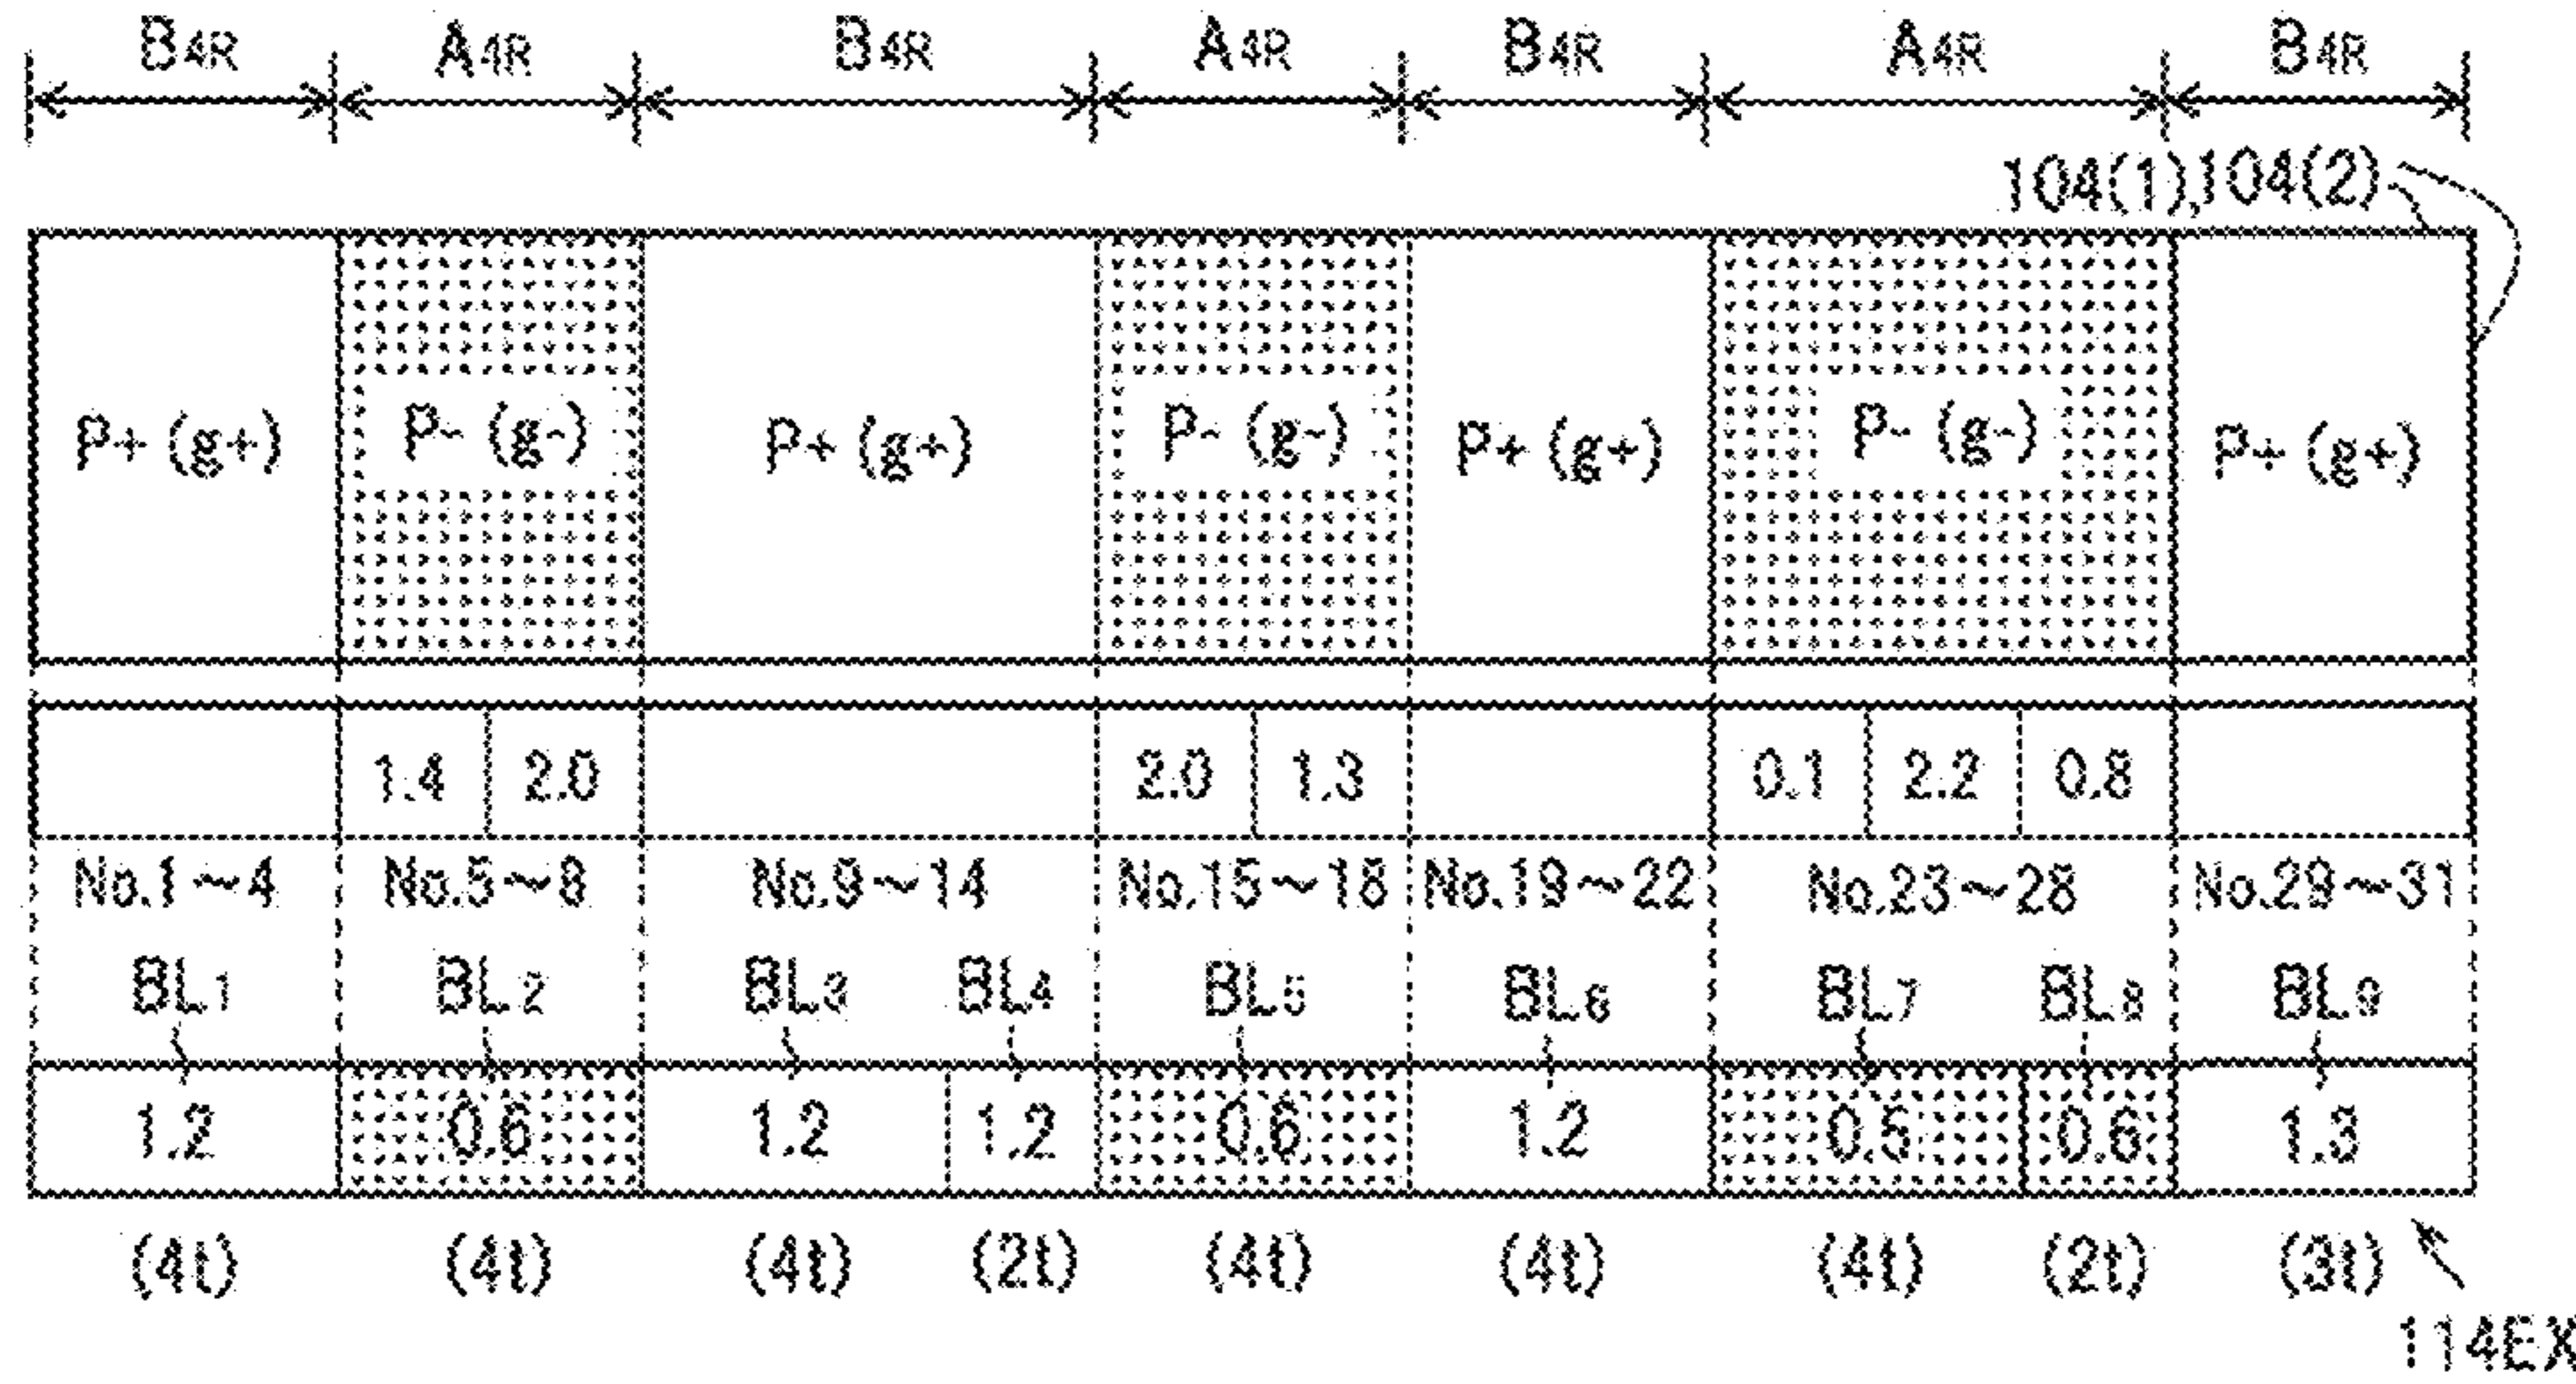 B4R A4R B4R A4R B4R A4R B4R
104(1),104(2)
P+ (g+) P- (g-) P+ (g+) P- (g-) P+ (g+) P- (g-) P+ (g+)
1.4 2.0 2.0 1.3 0.1 2.2 0.8
No.1~4 No.5~8 No.9~14 No.15~18 No.19~22 No.23~28 No.29~31
BL1 BL2 BL3 BL4 BL5 BL6 BL7 BL8 BL9
1.2 0.6 1.2 1.2 0.6 1.2 0.5 0.6 1.3
(4t) (4t) (4t) (2t) (4t) (4t) (4t) (2t) (3t)
114EX